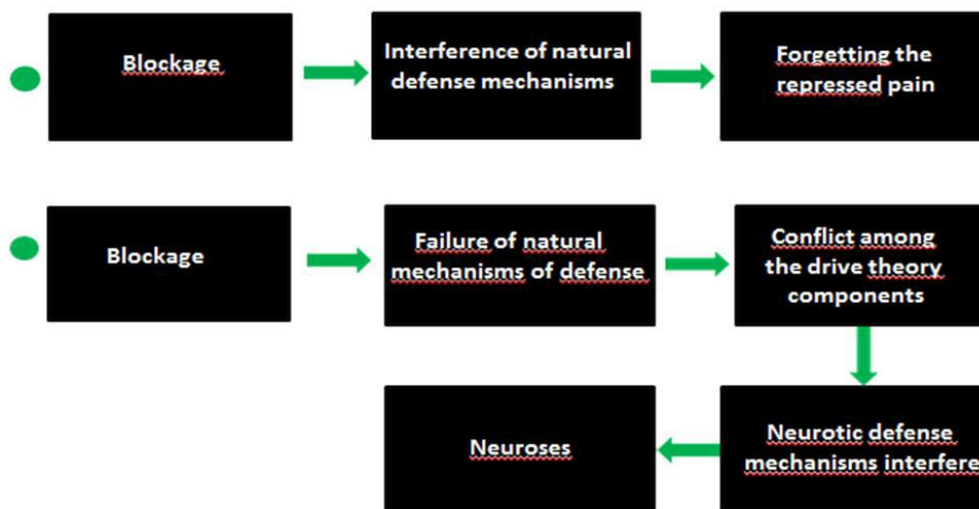 Blockage
Interference of natural
defense mechanisms
Forgetting the
repressed pain
Blockage
Failure of natural
mechanisms of defense
Conflict among
the drive theory
components
Neurotic defense
mechanisms interfere
Neuroses